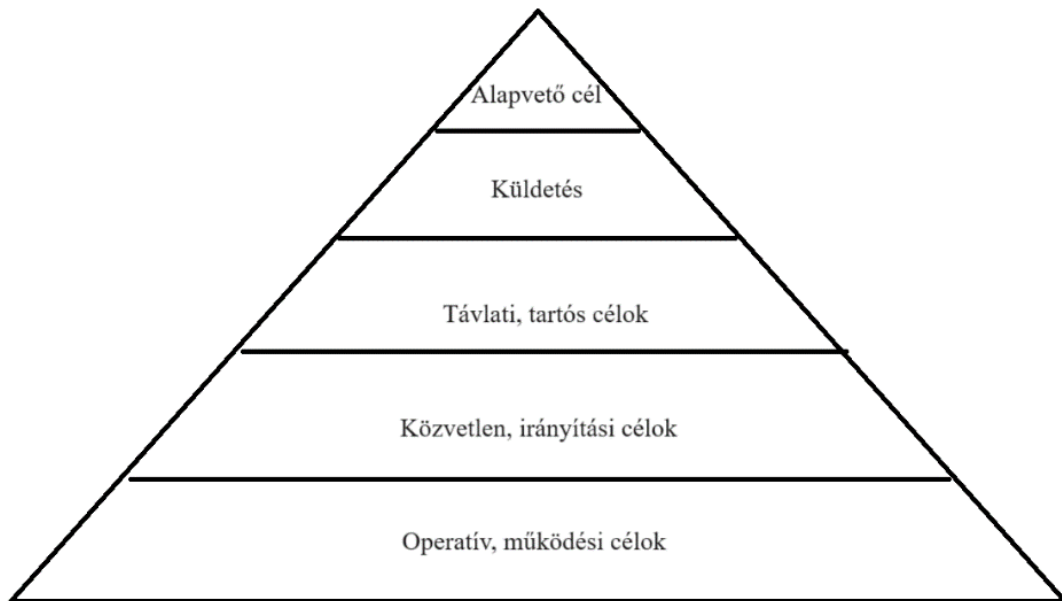 Alapvető cél
Küldetés
Távlati, tartós célok
Közvetlen, irányítási célok
Operatív, működési célok